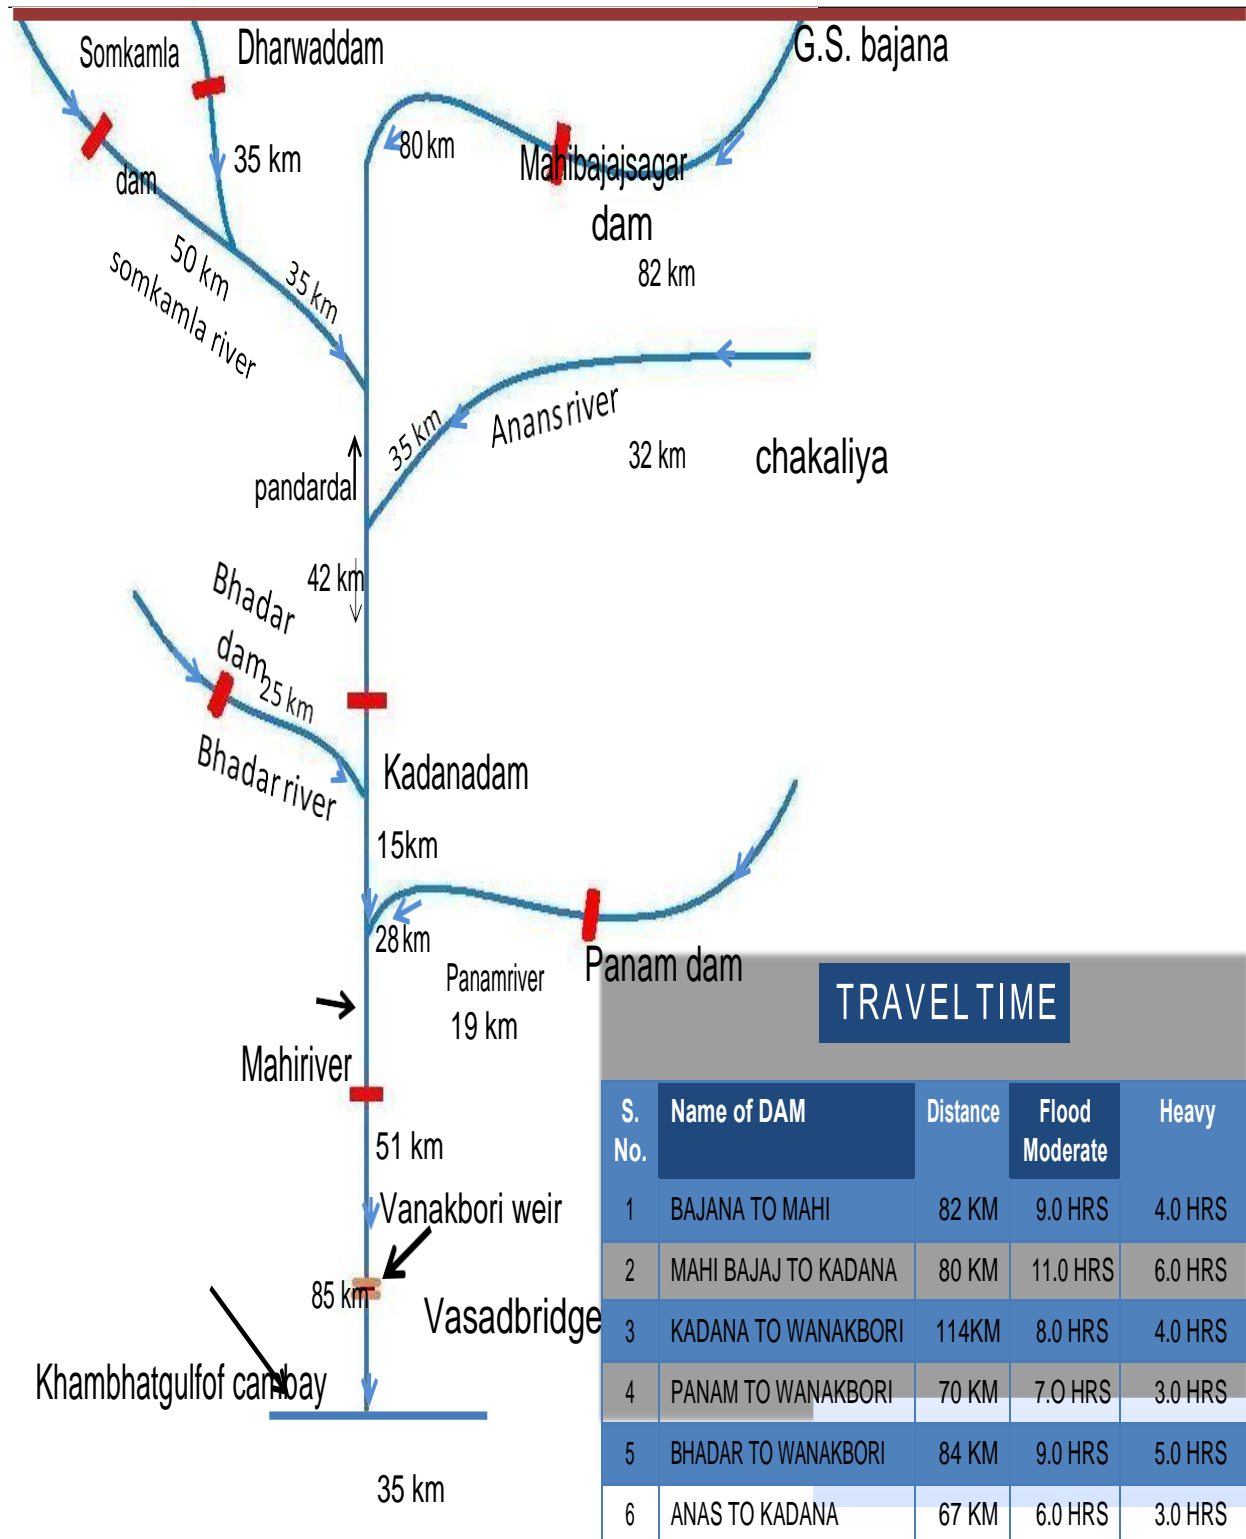 Somkamla
Dharwaddam
G.S. bajana
80 km
35 km
Mahibajajsagar
dam
dam
50 km
35 km
82 km
somkamla river
Anansriver
35 km
32 km
chakaliya
pandardal
42 km
Bhadar
dam
25 km
Bhadar river
Kadanadam
15km
28 km
Panamriver
19 km
Panam dam
Mahiriver
51 km
Vanakbori weir
85 km
Vasadbridge
Khambhatgulfof cambay
35 km
TRAVEL TIME
S. No. Name of DAM Distance Flood Moderate Heavy
1 BAJANA TO MAHI 82 KM 9.0 HRS 4.0 HRS
2 MAHI BAJAJ TO KADANA 80 KM 11.0 HRS 6.0 HRS
3 KADANA TO WANAKBORI 114KM 8.0 HRS 4.0 HRS
4 PANAM TO WANAKBORI 70 KM 7.O HRS 3.0 HRS
5 BHADAR TO WANAKBORI 84 KM 9.0 HRS 5.0 HRS
6 ANAS TO KADANA 67 KM 6.0 HRS 3.0 HRS